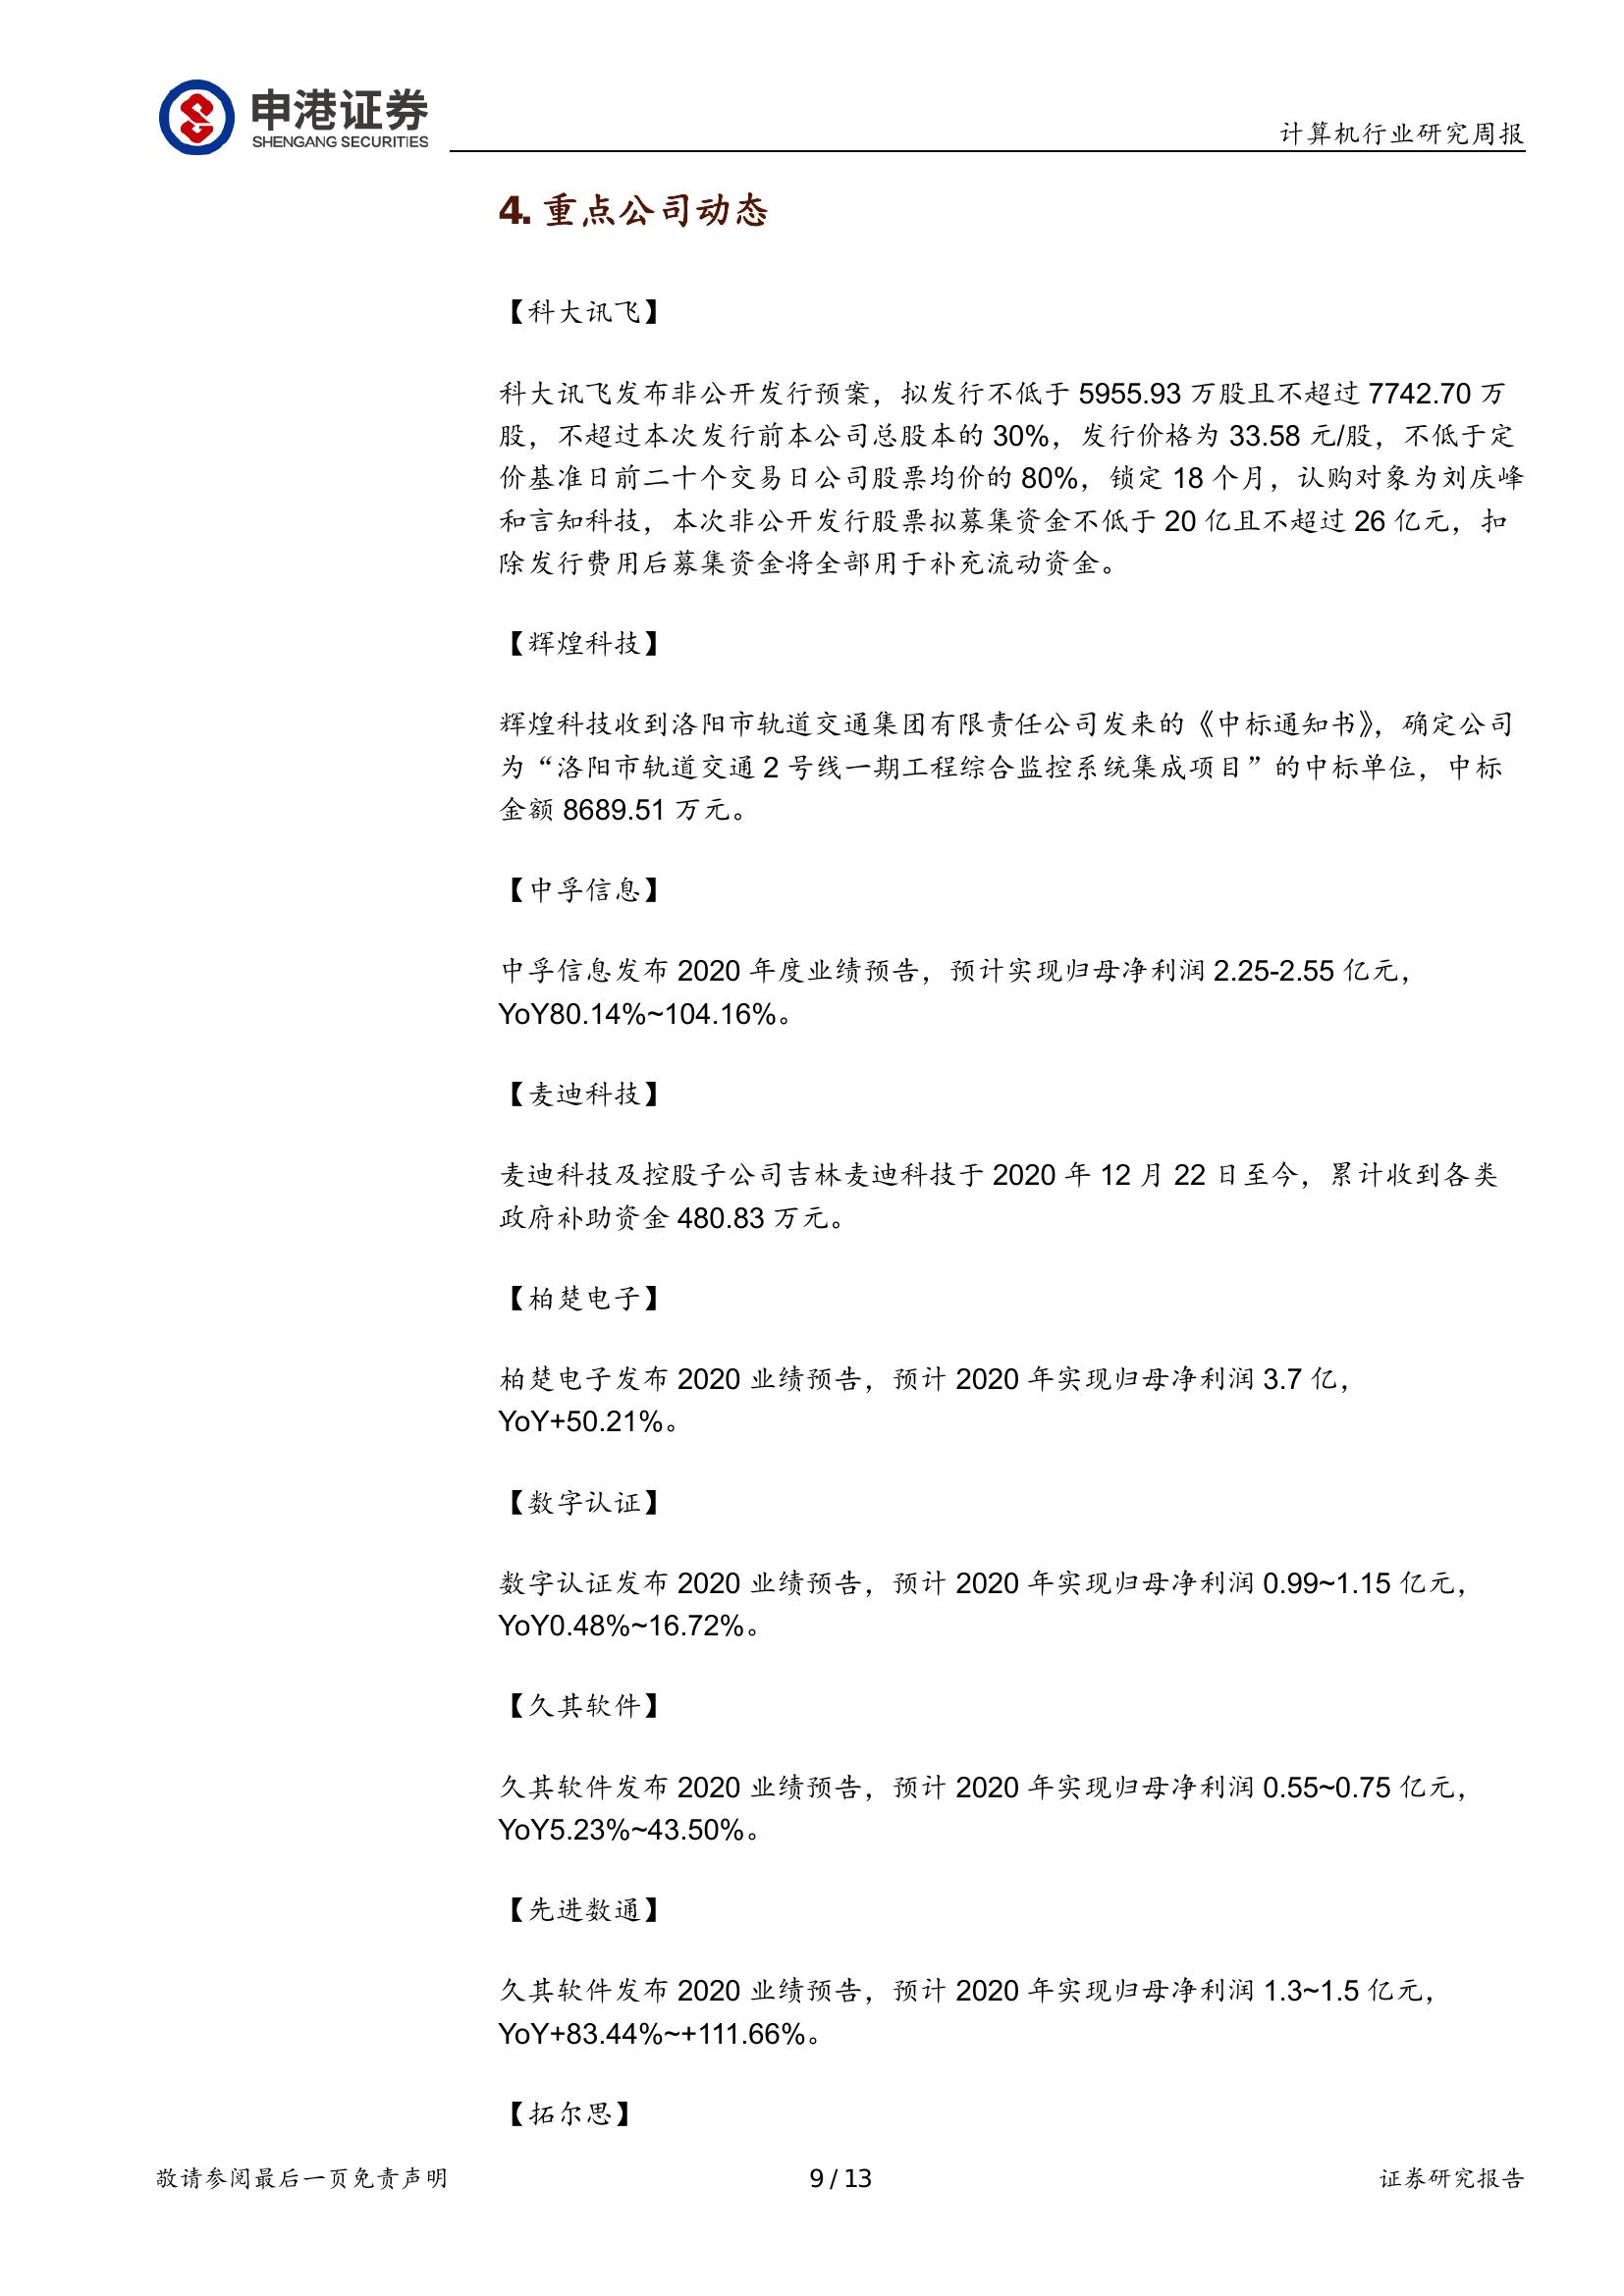 申港证券
SHENGANG SECURITIES
计算机行业研究周报
4. 重点公司动态
【科大讯飞】
科大讯飞发布非公开发行预案，拟发行不低于 5955.93 万股且不超过 7742.70 万
股，不超过本次发行前本公司总股本的 30%，发行价格为 33.58 元/股，不低于定
价基准日前二十个交易日公司股票均价的 80%，锁定 18 个月，认购对象为刘庆峰
和言知科技，本次非公开发行股票拟募集资金不低于 20 亿且不超过 26 亿元，扣
除发行费用后募集资金将全部用于补充流动资金。
【辉煌科技】
辉煌科技收到洛阳市轨道交通集团有限责任公司发来的《中标通知书》，确定公司
为“洛阳市轨道交通 2 号线一期工程综合监控系统集成项目”的中标单位，中标
金额 8689.51 万元。
【中孚信息】
中孚信息发布 2020 年度业绩预告，预计实现归母净利润 2.25-2.55 亿元，
YoY80.14%~104.16%。
【麦迪科技】
麦迪科技及控股子公司吉林麦迪科技于 2020 年 12 月 22 日至今，累计收到各类
政府补助资金 480.83 万元。
【柏楚电子】
柏楚电子发布 2020 业绩预告，预计 2020 年实现归母净利润 3.7 亿，
YoY+50.21%。
【数字认证】
数字认证发布 2020 业绩预告，预计 2020 年实现归母净利润 0.99~1.15 亿元，
YoY0.48%~16.72%。
【久其软件】
久其软件发布 2020 业绩预告，预计 2020 年实现归母净利润 0.55~0.75 亿元，
YoY5.23%~43.50%。
【先进数通】
久其软件发布 2020 业绩预告，预计 2020 年实现归母净利润 1.3~1.5 亿元，
YoY+83.44%~+111.66%。
【拓尔思】
敬请参阅最后一页免责声明
9 / 13
证券研究报告